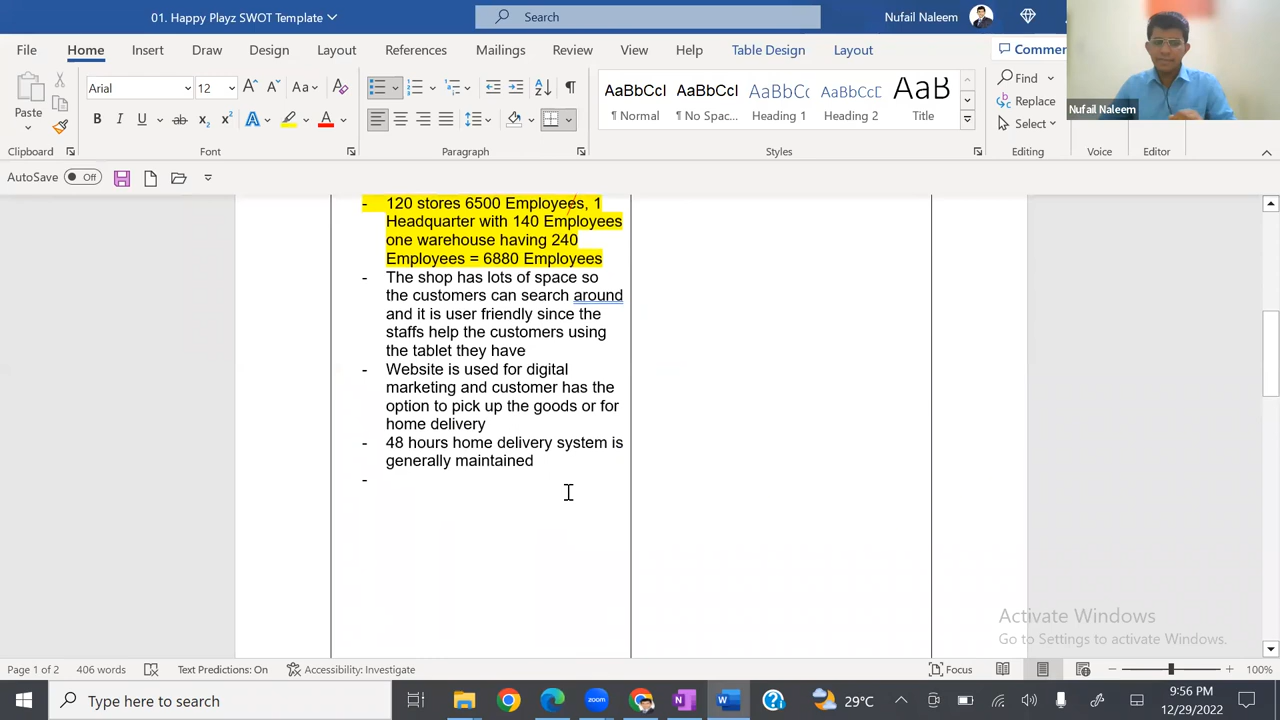 01. Happy Playz SWOT Template
Search
Nufail Naleem
File Home Insert Draw Design Layout References Mailings Review View Help Table Design Layout
Paste
Arial 12
Aa
B I U ab x₂ x² A A
AaBbCcI AaBbCcI AaBbCc AaBbCcD AaB
¶ Normal ¶ No Spac... Heading 1 Heading 2 Title
Find
Replace
Select
Nufail Naleem
Clipboard Font Paragraph Styles Editing Voice Editor
AutoSave Off
- 120 stores 6500 Employees, 1
Headquarter with 140 Employees
one warehouse having 240
Employees = 6880 Employees
- The shop has lots of space so
the customers can search around
and it is user friendly since the
staffs help the customers using
the tablet they have
- Website is used for digital
marketing and customer has the
option to pick up the goods or for
home delivery
- 48 hours home delivery system is
generally maintained
-
Activate Windows
Go to Settings to activate Windows.
Page 1 of 2 406 words Text Predictions: On Accessibility: Investigate Focus 100%
Type here to search
zoom
29°C
9:56 PM
12/29/2022